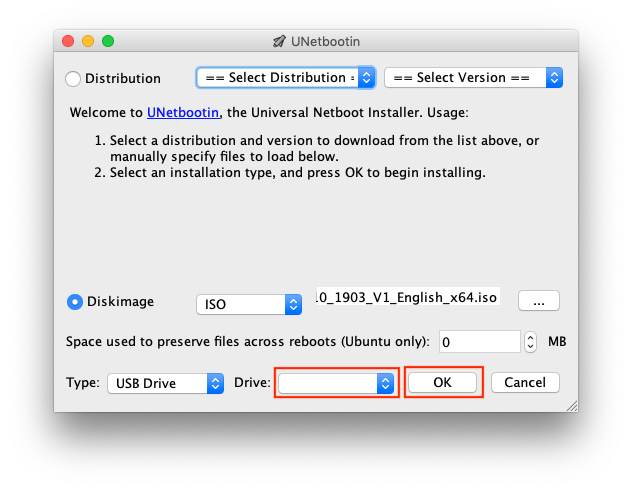 UNetbootin
Distribution == Select Distribution = == Select Version ==
Welcome to UNetbootin, the Universal Netboot Installer. Usage:
1. Select a distribution and version to download from the list above, or
manually specify files to load below.
2. Select an installation type, and press OK to begin installing.
Diskimage ISO 10_1903_V1_English_x64.iso ...
Space used to preserve files across reboots (Ubuntu only): 0 MB
Type: USB Drive Drive: OK Cancel